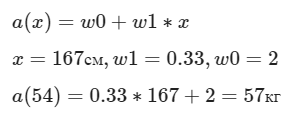 a(x) = w0 + w1 * x
x = 167см, w1 = 0.33, w0 = 2
a(54) = 0.33 * 167 + 2 = 57кг